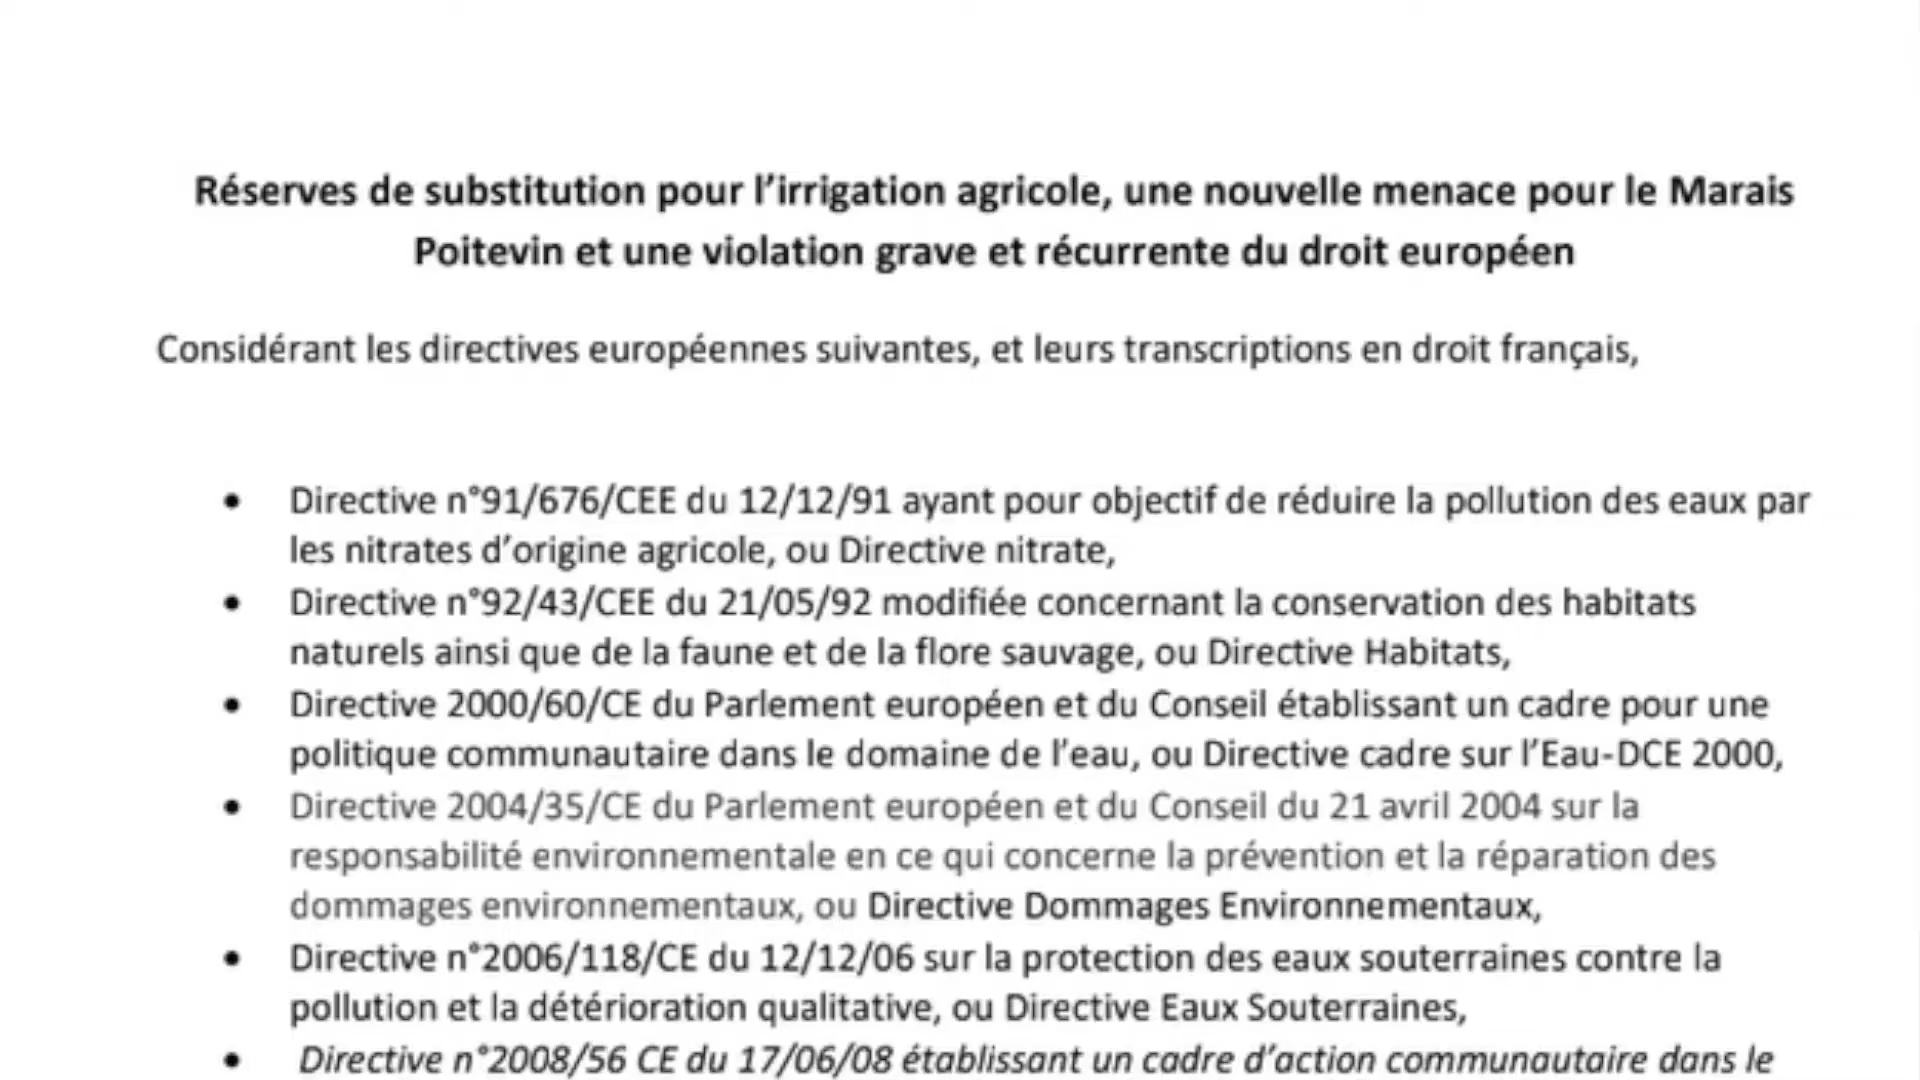 Réserves de substitution pour l’irrigation agricole, une nouvelle menace pour le Marais
Poitevin et une violation grave et récurrente du droit européen
Considérant les directives européennes suivantes, et leurs transcriptions en droit français,
• Directive n°91/676/CEE du 12/12/91 ayant pour objectif de réduire la pollution des eaux par
les nitrates d’origine agricole, ou Directive nitrate,
• Directive n°92/43/CEE du 21/05/92 modifiée concernant la conservation des habitats
naturels ainsi que de la faune et de la flore sauvage, ou Directive Habitats,
• Directive 2000/60/CE du Parlement européen et du Conseil établissant un cadre pour une
politique communautaire dans le domaine de l’eau, ou Directive cadre sur l’Eau-DCE 2000,
• Directive 2004/35/CE du Parlement européen et du Conseil du 21 avril 2004 sur la
responsabilité environnementale en ce qui concerne la prévention et la réparation des
dommages environnementaux, ou Directive Dommages Environnementaux,
• Directive n°2006/118/CE du 12/12/06 sur la protection des eaux souterraines contre la
pollution et la détérioration qualitative, ou Directive Eaux Souterraines,
• Directive n°2008/56 CE du 17/06/08 établissant un cadre d’action communautaire dans le